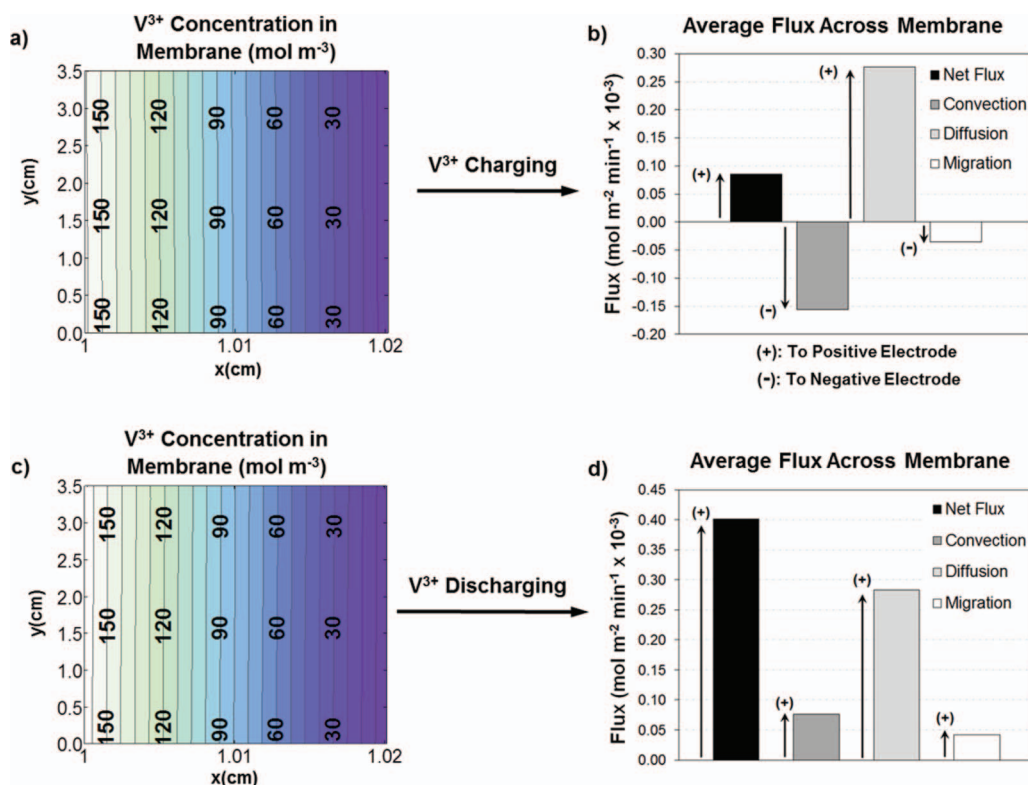 a)
V³⁺ Concentration in
Membrane (mol m⁻³)
3.5
3.0
2.5
2.0
1.5
1.0
0.5
0.0
y(cm)
150 120 90 60 30
150 120 90 60 30
150 120 90 60 30
1 1.01 1.02
x(cm)
V³⁺ Charging
b)
Average Flux Across Membrane
0.30
0.25
0.20
0.15
0.10
0.05
0.00
-0.05
-0.10
-0.15
-0.20
Flux (mol m⁻² min⁻¹ x 10⁻³)
(+)
(-)
(+)
(-)
Net Flux
Convection
Diffusion
Migration
(+): To Positive Electrode
(-): To Negative Electrode
c)
V³⁺ Concentration in
Membrane (mol m⁻³)
3.5
3.0
2.5
2.0
1.5
1.0
0.5
0.0
y(cm)
150 120 90 60 30
150 120 90 60 30
150 120 90 60 30
1 1.01 1.02
x(cm)
V³⁺ Discharging
d)
Average Flux Across Membrane
0.45
0.40
0.35
0.30
0.25
0.20
0.15
0.10
0.05
0.00
Flux (mol m⁻² min⁻¹ x 10⁻³)
(+)
(+)
(+)
(+)
Net Flux
Convection
Diffusion
Migration